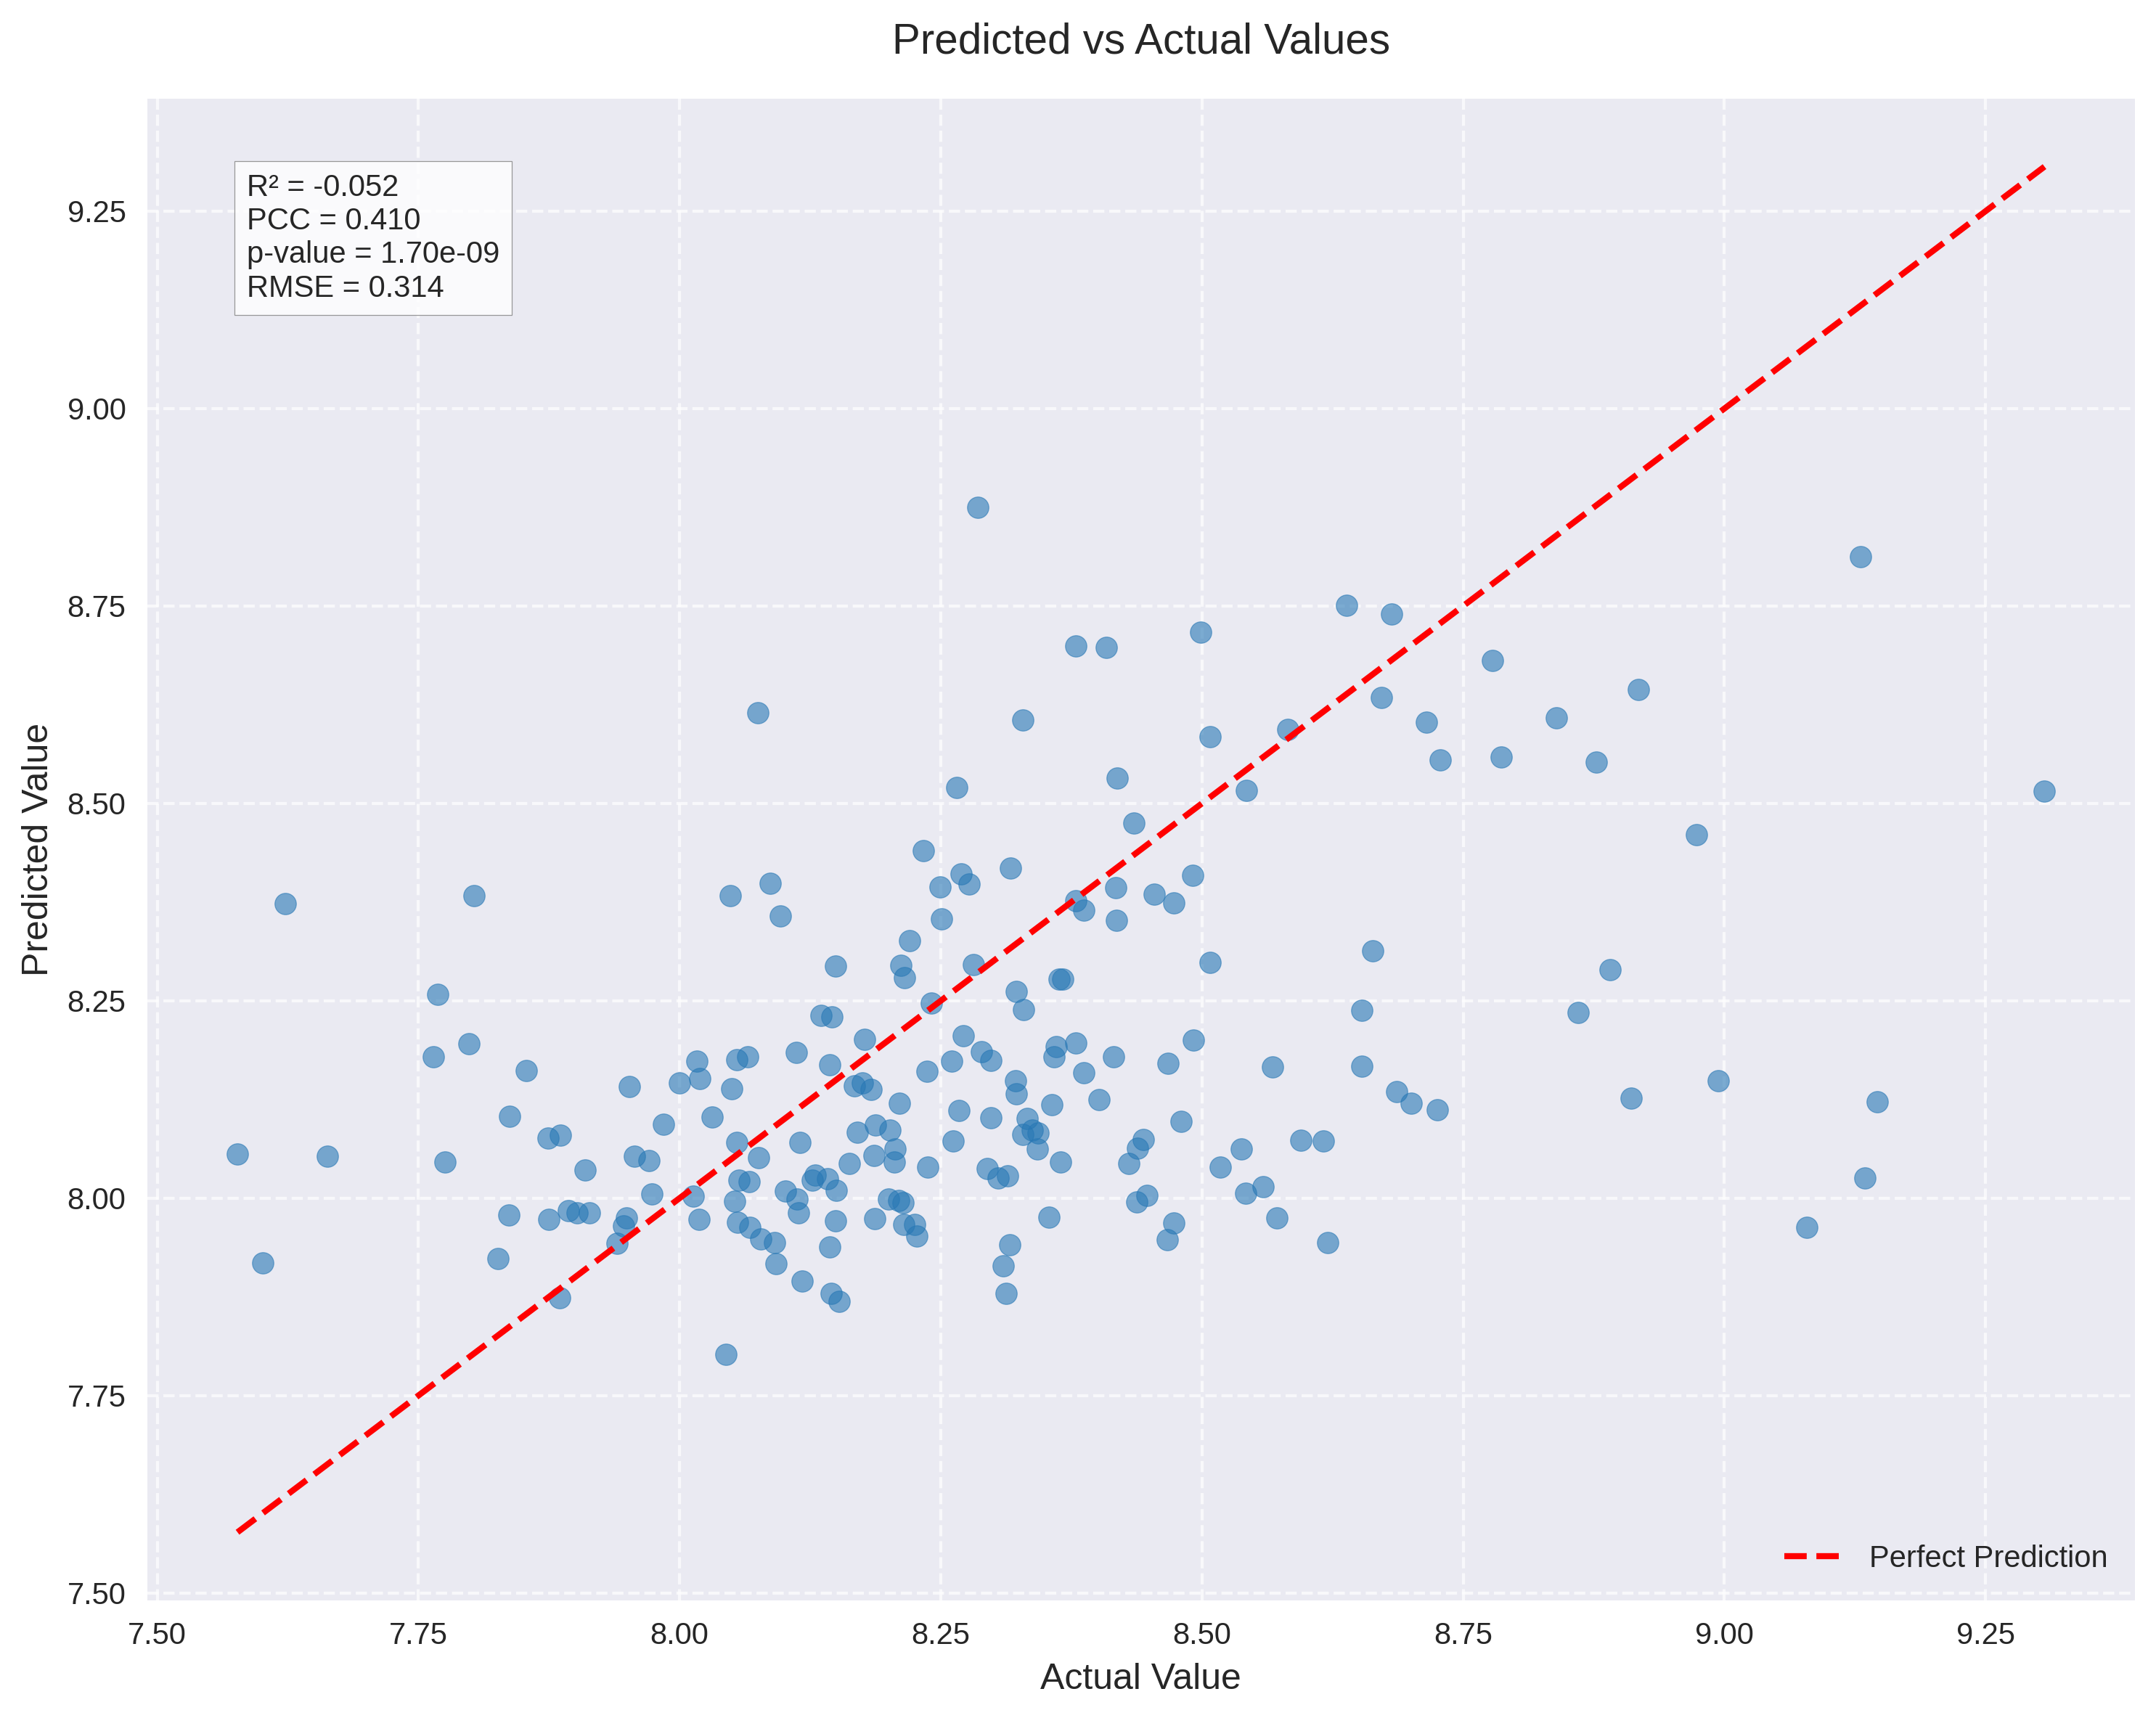 Predicted vs Actual Values
R² = -0.052
PCC = 0.410
p-value = 1.70e-09
RMSE = 0.314
9.25
9.00
8.75
8.50
8.25
8.00
7.75
7.50
Predicted Value
Perfect Prediction
7.50 7.75 8.00 8.25 8.50 8.75 9.00 9.25
Actual Value